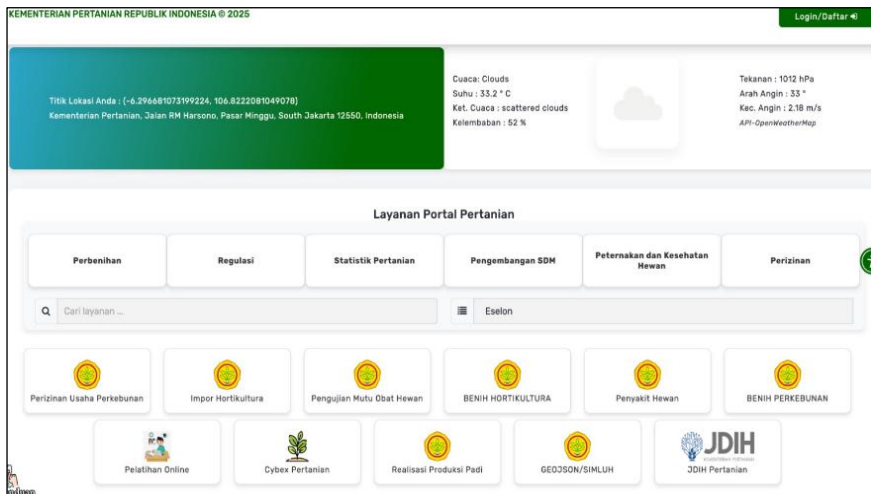 KEMENTERIAN PERTANIAN REPUBLIK INDONESIA © 2025
Login/Daftar
Titik Lokasi Anda : (-6.296681073199224, 106.8222081049078)
Kementerian Pertanian, Jalan RM Harsono, Pasar Minggu, South Jakarta 12550, Indonesia
Cuaca: Clouds
Suhu : 33.2 ° C
Ket. Cuaca : scattered clouds
Kelembaban : 52 %
Tekanan : 1012 hPa
Arah Angin : 33 °
Kec. Angin : 2.18 m/s
API-OpenWeatherMap
Layanan Portal Pertanian
Perbenihan
Regulasi
Statistik Pertanian
Pengembangan SDM
Peternakan dan Kesehatan
Hewan
Perizinan
Cari layanan ...
Eselon
Perizinan Usaha Perkebunan
Impor Hortikultura
Pengujian Mutu Obat Hewan
BENIH HORTIKULTURA
Penyakit Hewan
BENIH PERKEBUNAN
Pelatihan Online
Cybex Pertanian
Realisasi Produksi Padi
GEOJSON/SIMLUH
JDIH
JDIH Pertanian